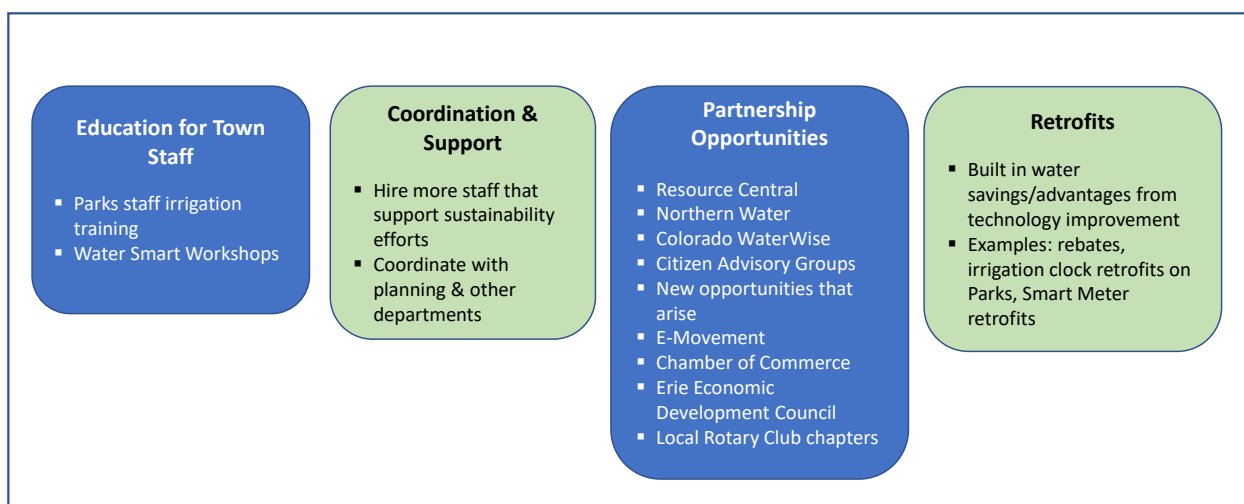 Education for Town
Staff
▪ Parks staff irrigation
training
▪ Water Smart Workshops
Coordination &
Support
▪ Hire more staff that
support sustainability
efforts
▪ Coordinate with
planning & other
departments
Partnership
Opportunities
▪ Resource Central
▪ Northern Water
▪ Colorado WaterWise
▪ Citizen Advisory Groups
▪ New opportunities that
arise
▪ E-Movement
▪ Chamber of Commerce
▪ Erie Economic
Development Council
▪ Local Rotary Club chapters
Retrofits
▪ Built in water
savings/advantages from
technology improvement
▪ Examples: rebates,
irrigation clock retrofits on
Parks, Smart Meter
retrofits